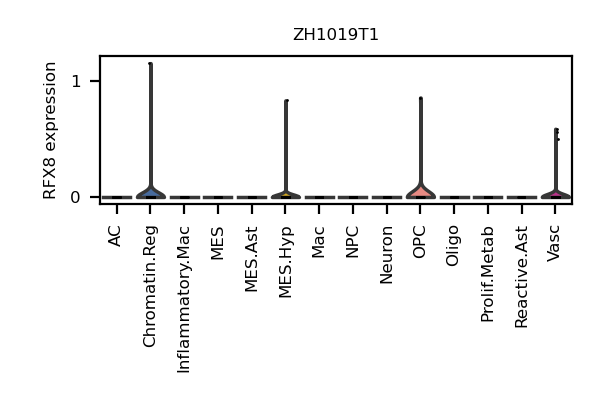 ZH1019T1
RFX8 expression
1
0
AC
Chromatin.Reg
Inflammatory.Mac
MES
MES.Ast
MES.Hyp
Mac
NPC
Neuron
OPC
Oligo
Prolif.Metab
Reactive.Ast
Vasc